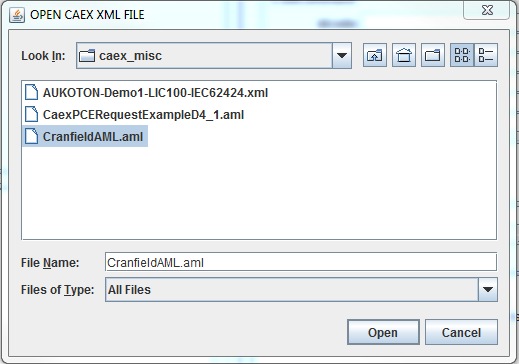 OPEN CAEX XML FILE
Look In: caex_misc
AUKOTON-Demo1-LIC100-IEC62424.xml
CaexPCERequestExampleD4_1.aml
CranfieldAML.aml
File Name: CranfieldAML.aml
Files of Type: All Files
Open Cancel